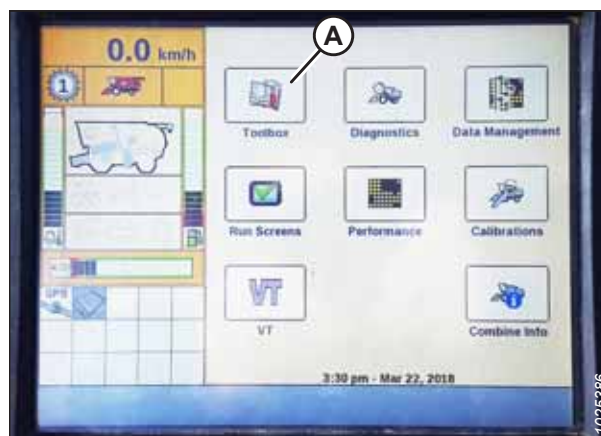 A
0.0 km/h
1
Toolbox
Diagnostics
Data Management
Run Screens
Performance
Calibrations
GPS
VT
VT
Combine Info
3:30 pm - Mar 22, 2018
1025286